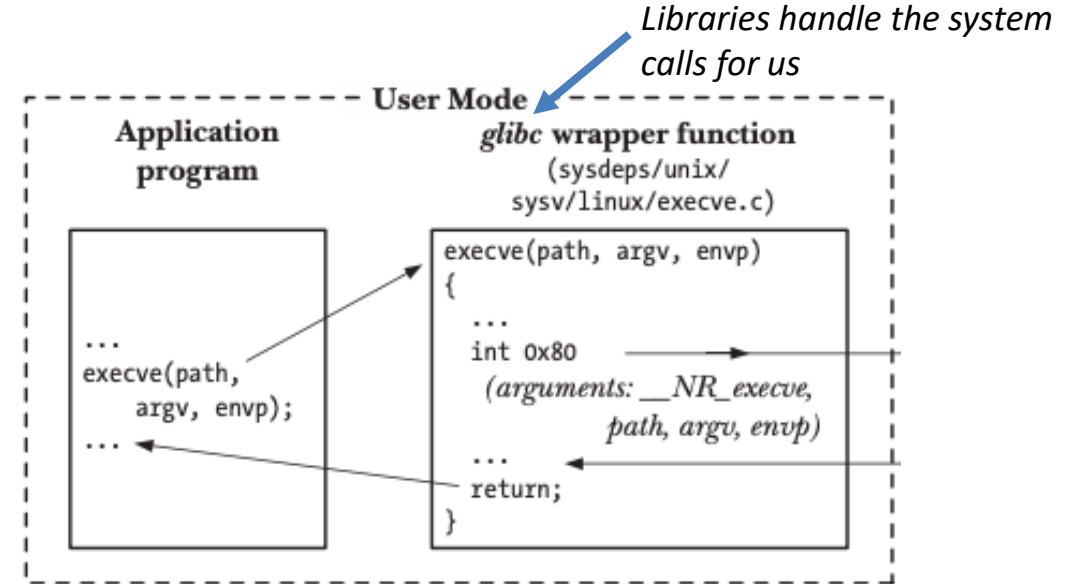 Libraries handle the system
calls for us
User Mode
Application
program
glibc wrapper function
(sysdeps/unix/
sysv/linux/execve.c)
...
execve(path,
argv, envp);
...
execve(path, argv, envp)
{
...
int 0x80
(arguments: __NR_execve,
path, argv, envp)
...
return;
}